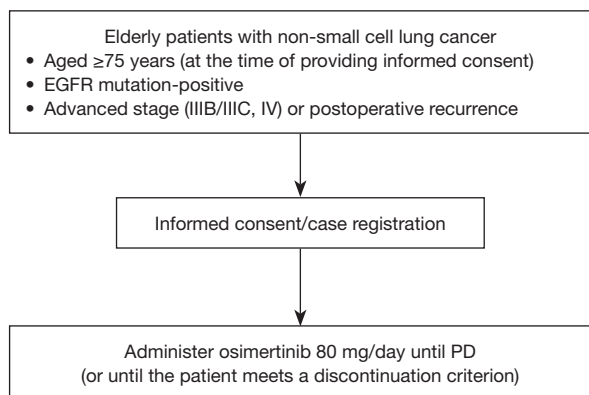 Elderly patients with non-small cell lung cancer
• Aged ≥75 years (at the time of providing informed consent)
• EGFR mutation-positive
• Advanced stage (IIIB/IIIC, IV) or postoperative recurrence
Informed consent/case registration
Administer osimertinib 80 mg/day until PD
(or until the patient meets a discontinuation criterion)